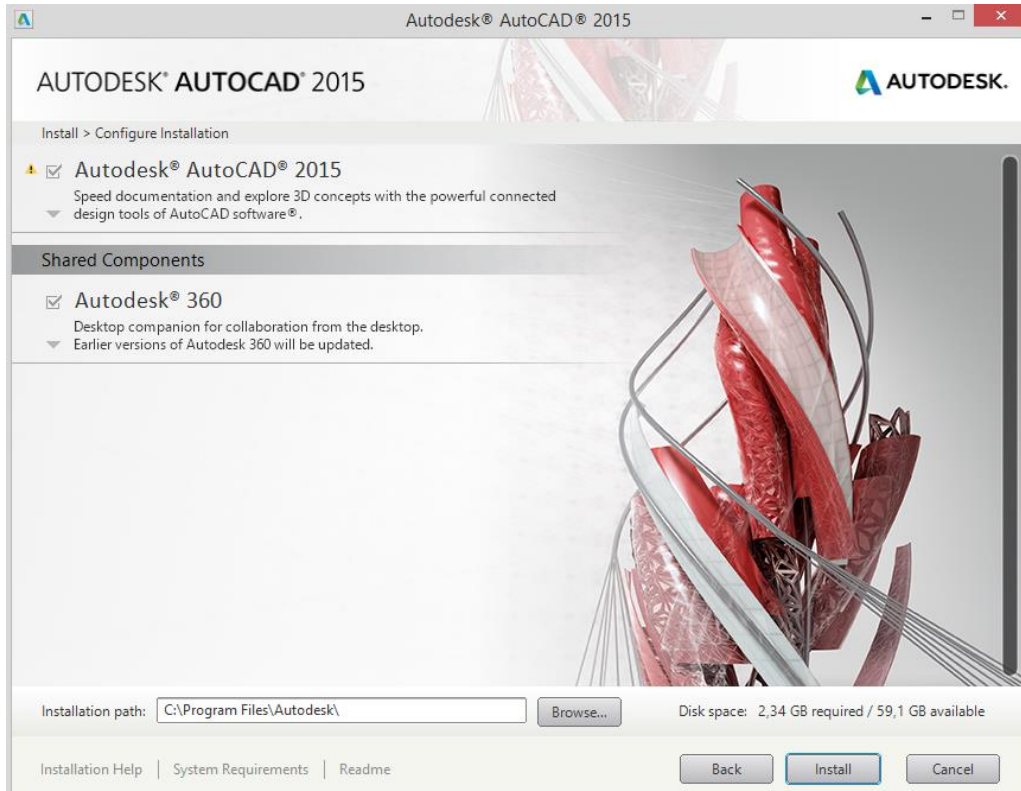 Autodesk® AutoCAD® 2015
AUTODESK® AUTOCAD® 2015
AUTODESK.
Install > Configure Installation
Autodesk® AutoCAD® 2015
Speed documentation and explore 3D concepts with the powerful connected
design tools of AutoCAD software®.
Shared Components
Autodesk® 360
Desktop companion for collaboration from the desktop.
Earlier versions of Autodesk 360 will be updated.
Installation path: C:\Program Files\Autodesk\ Browse... Disk space: 2,34 GB required / 59,1 GB available
Installation Help | System Requirements | Readme Back Install Cancel